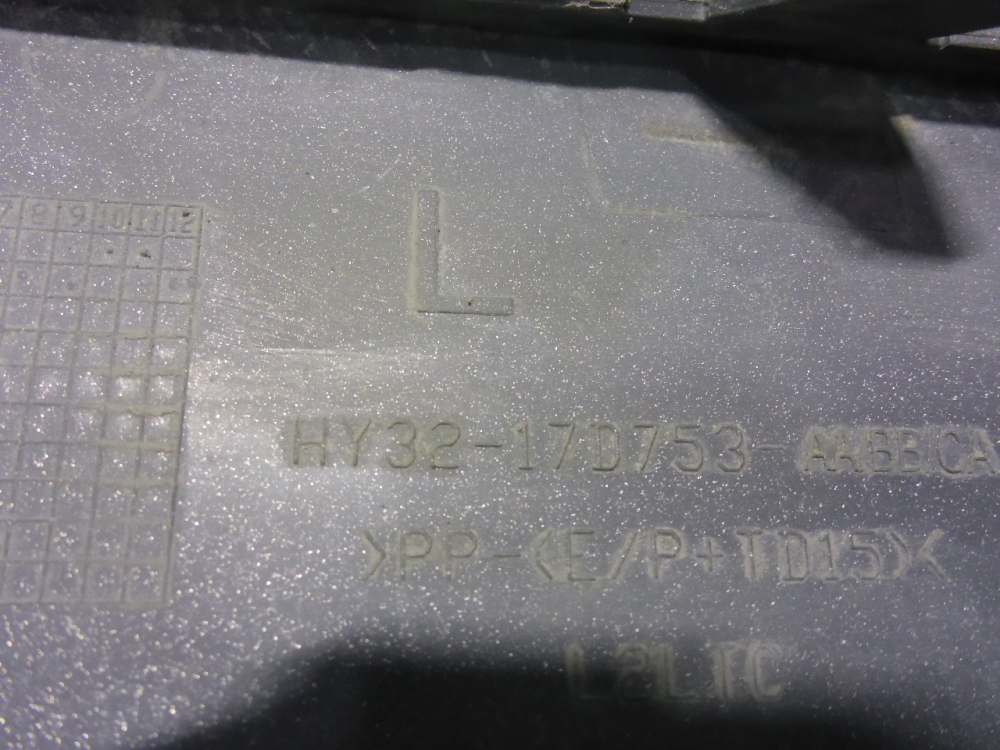 7 8 9 10 11 12
L
HY32-17D753-
>PP-(E/P+TD15)<